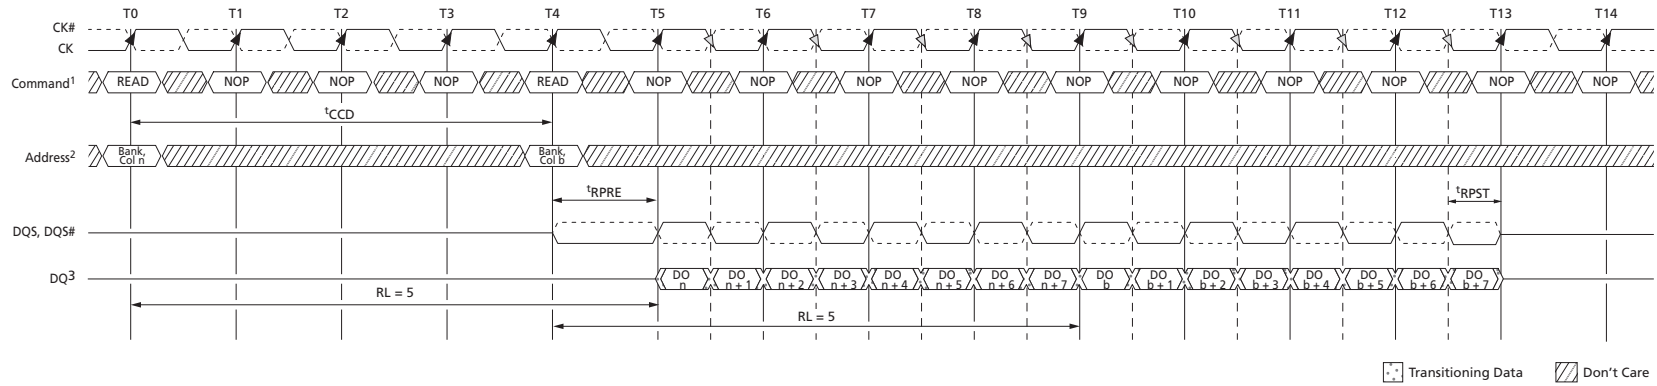 T0 T1 T2 T3 T4 T5 T6 T7 T8 T9 T10 T11 T12 T13 T14
CK#
CK
Command1 READ NOP NOP NOP READ NOP NOP NOP NOP NOP NOP NOP NOP NOP NOP
tCCD
Address2 Bank, Col n Bank, Col b
tRPRE tRPST
DQS, DQS#
DQ3 DO n DO n + 1 DO n + 2 DO n + 3 DO n + 4 DO n + 5 DO n + 6 DO n + 7 DO b DO b + 1 DO b + 2 DO b + 3 DO b + 4 DO b + 5 DO b + 6 DO b + 7
RL = 5
RL = 5
Transitioning Data Don't Care